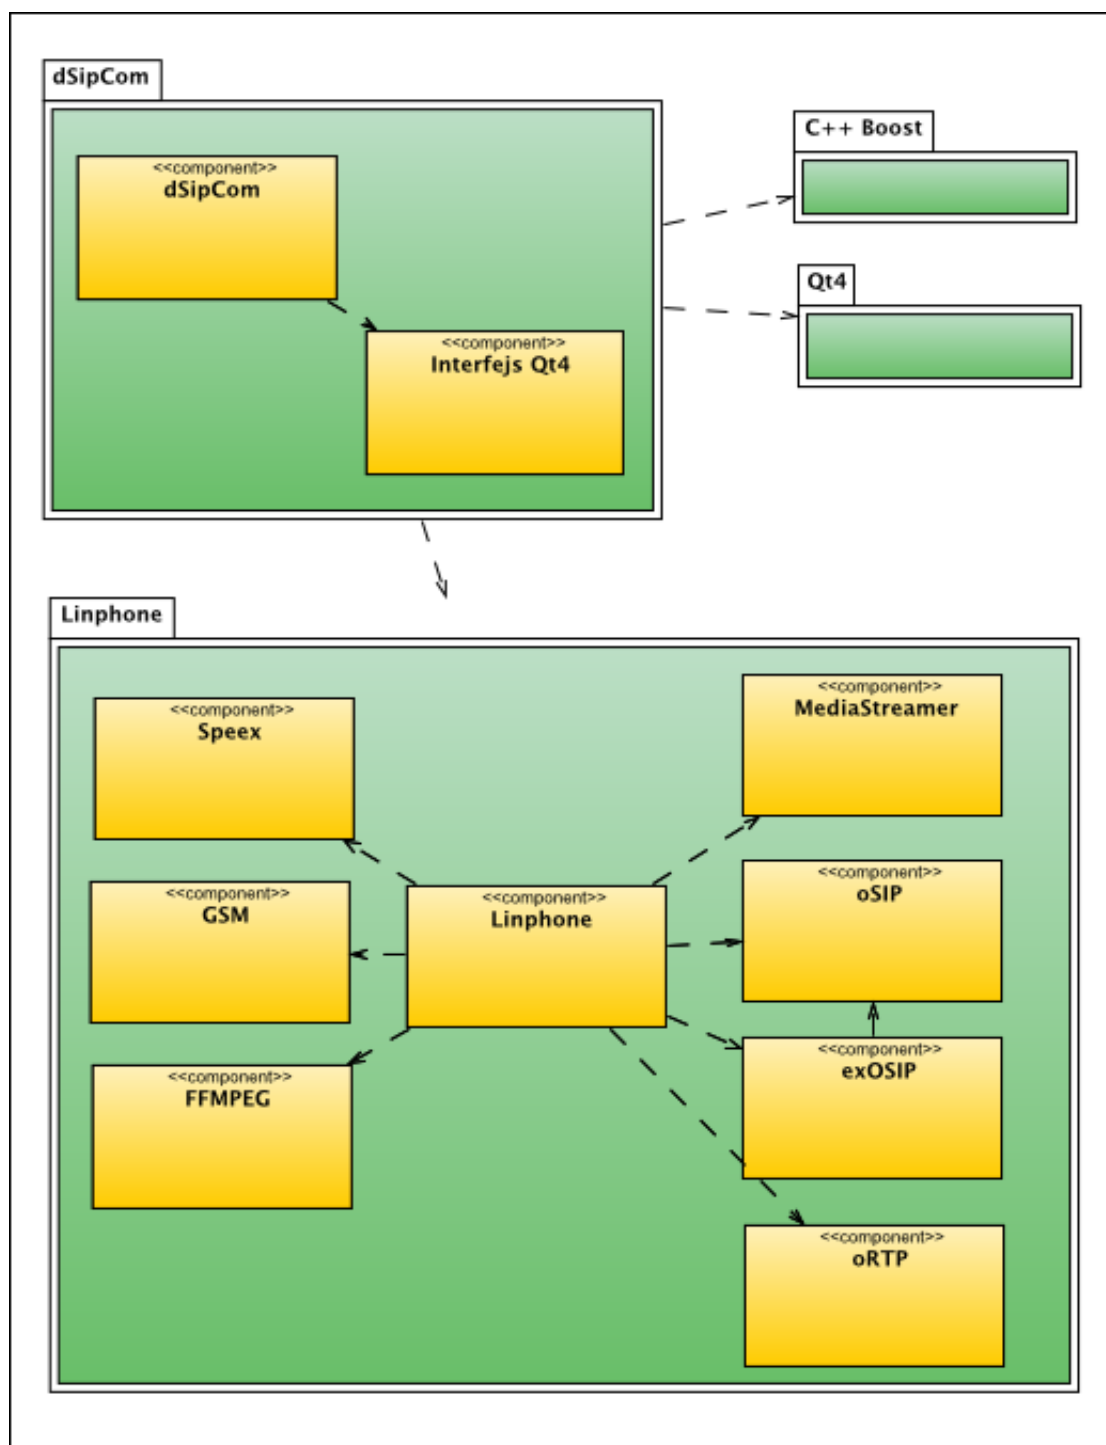 dSipCom
<<component>>
dSipCom
<<component>>
Interfejs Qt4
C++ Boost
Qt4
Linphone
<<component>>
Speex
<<component>>
GSM
<<component>>
FFMPEG
<<component>>
Linphone
<<component>>
MediaStreamer
<<component>>
oSIP
<<component>>
exOSIP
<<component>>
oRTP